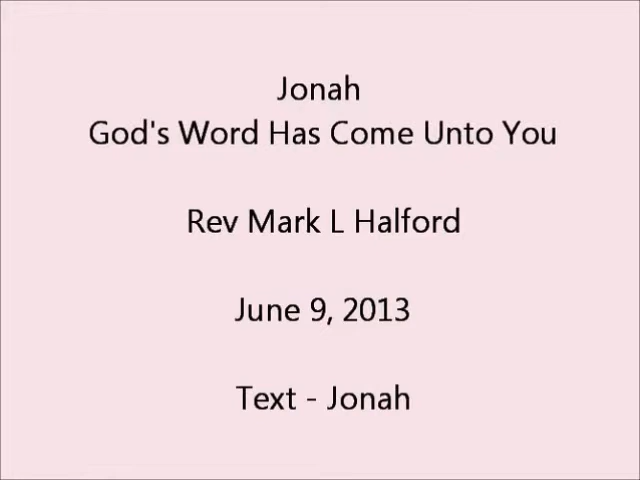 Jonah
God's Word Has Come Unto You
Rev Mark L Halford
June 9, 2013
Text - Jonah